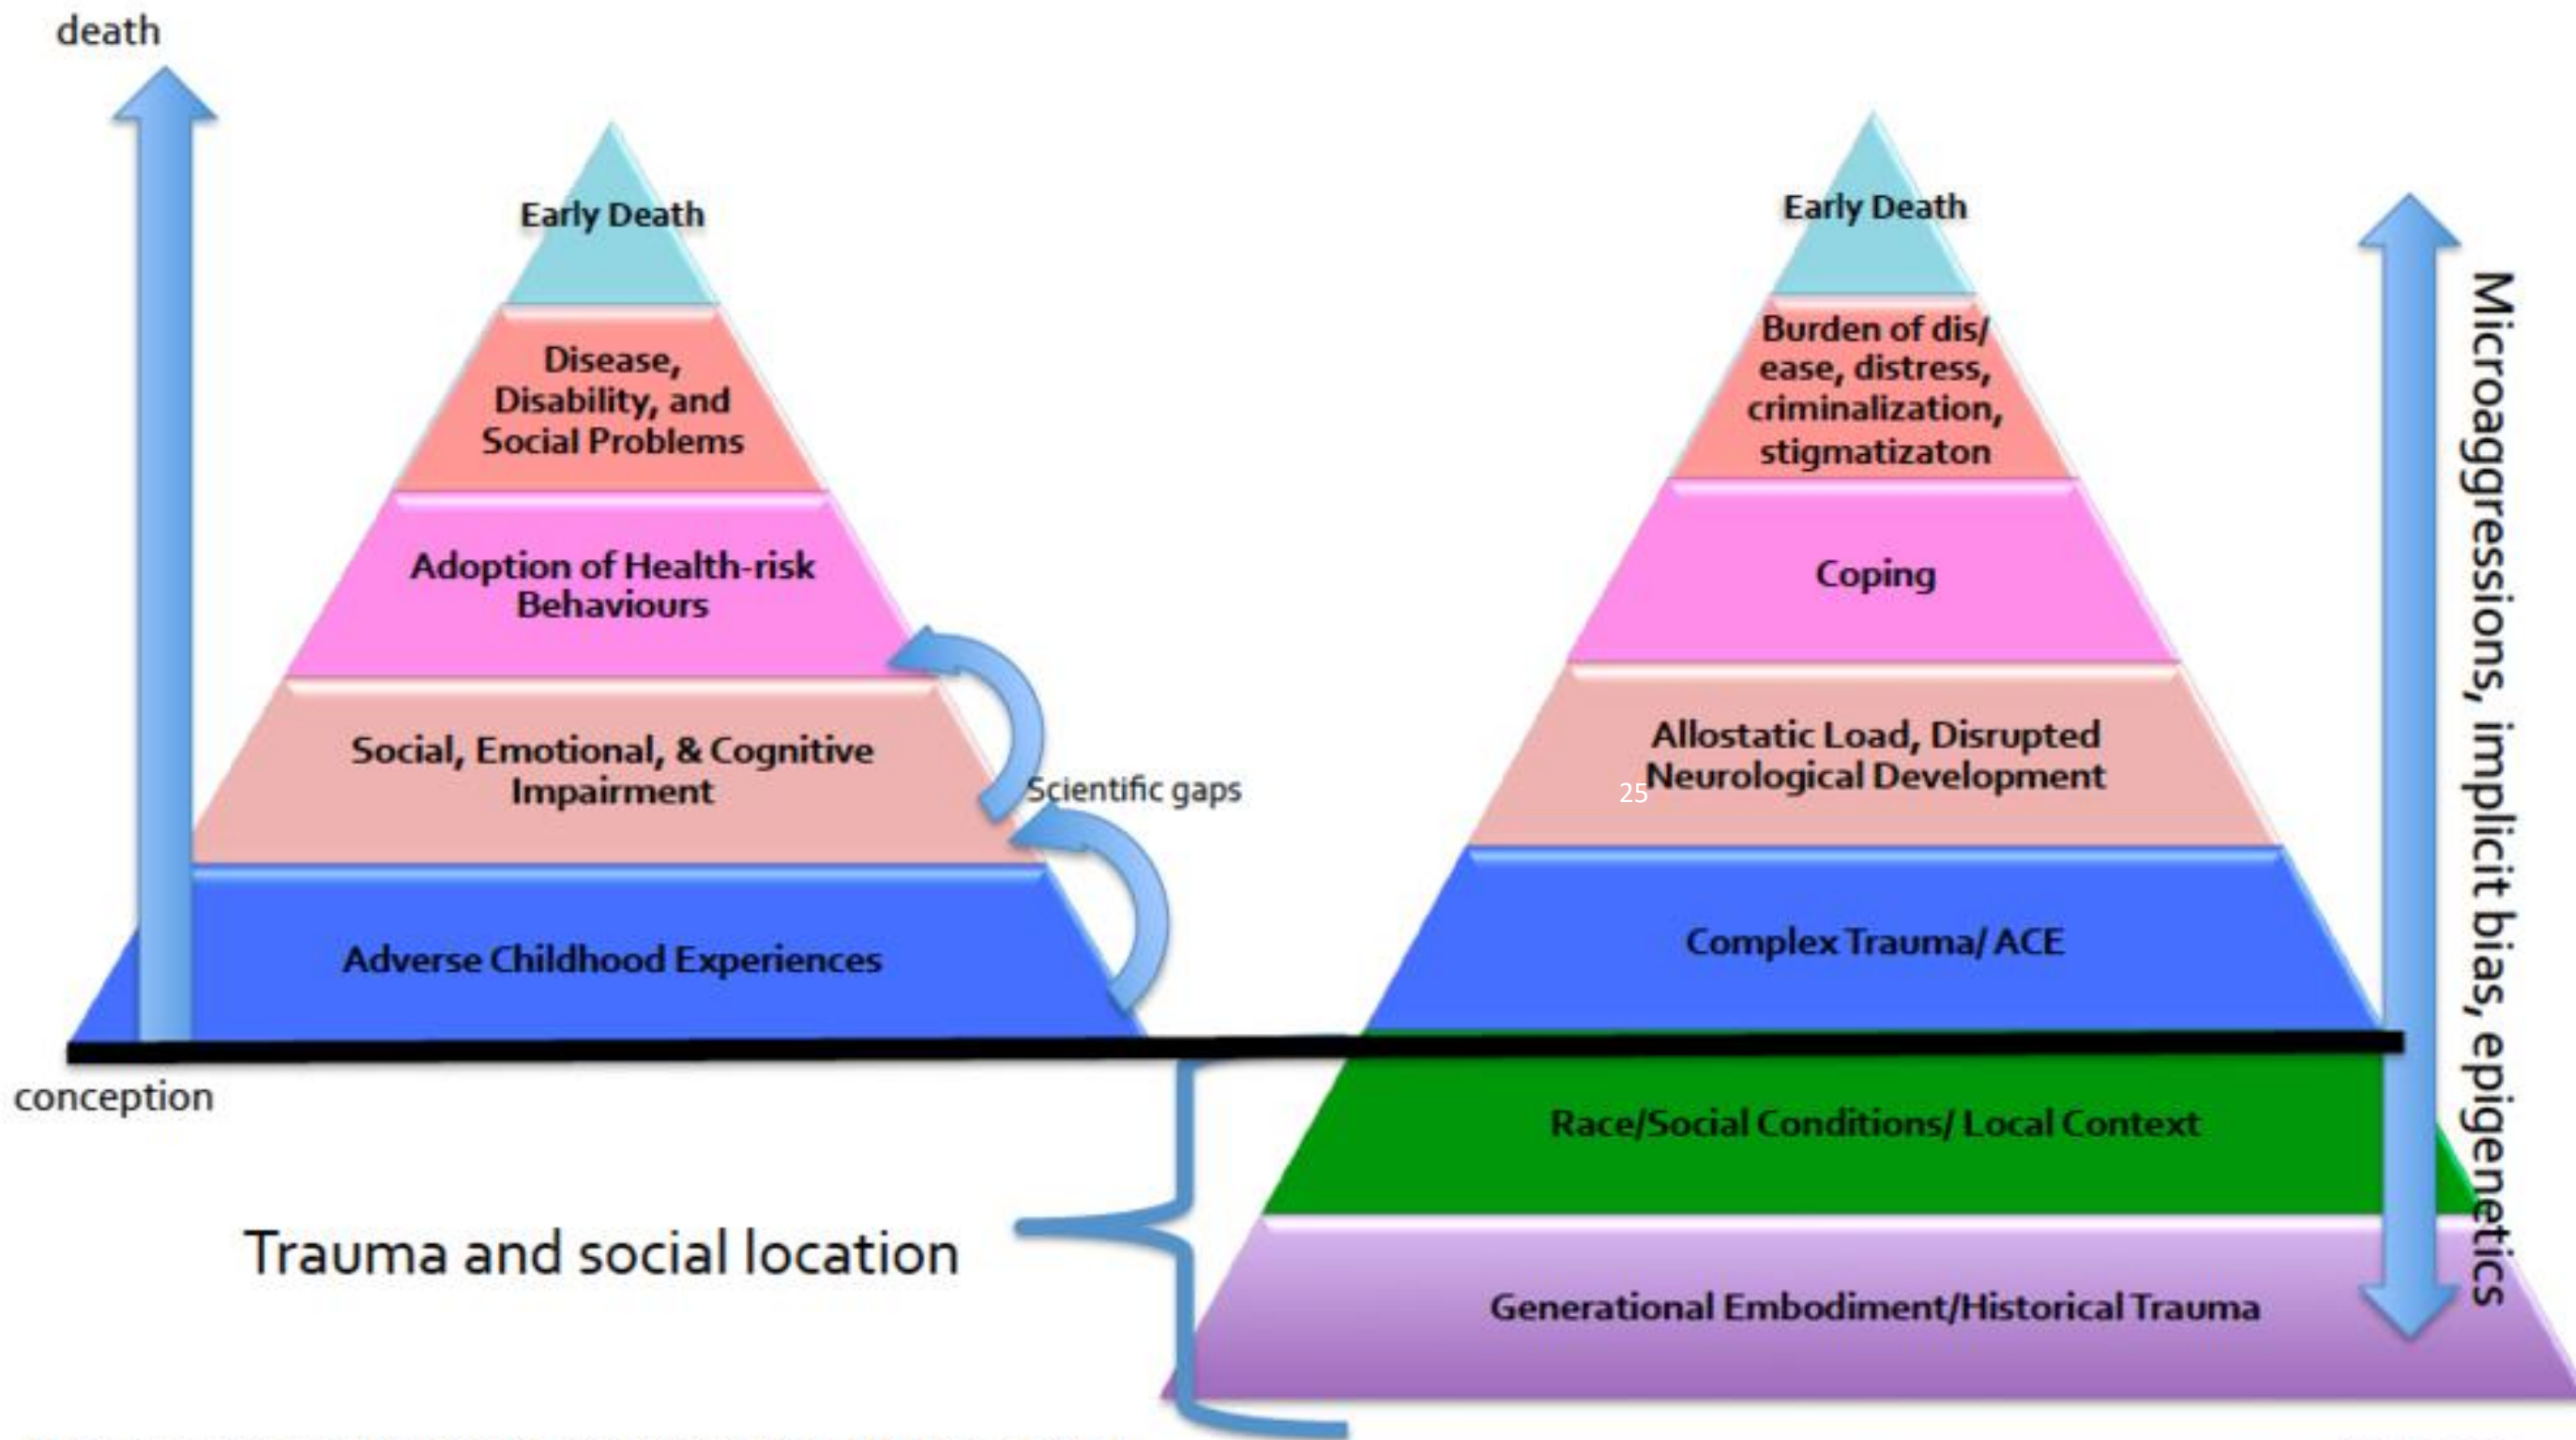 death
Early Death
Disease,
Disability, and
Social Problems
Adoption of Health-risk
Behaviours
Social, Emotional, & Cognitive
Impairment
Scientific gaps
Adverse Childhood Experiences
conception
Trauma and social location
Early Death
Burden of dis/
ease, distress,
criminalization,
stigmatizaton
Coping
Allostatic Load, Disrupted
Neurological Development
25
Complex Trauma/ ACE
Race/Social Conditions/ Local Context
Generational Embodiment/Historical Trauma
Microaggressions, implicit bias, epigenetics